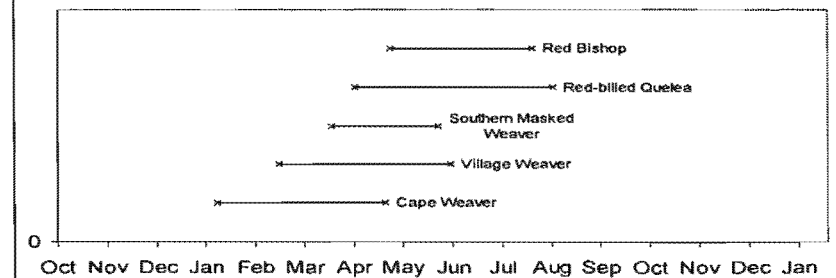 Red Bishop
Red-billed Quelea
Southern Masked
Weaver
Village Weaver
Cape Weaver
0
Oct Nov Dec Jan Feb Mar Apr May Jun Jul Aug Sep Oct Nov Dec Jan